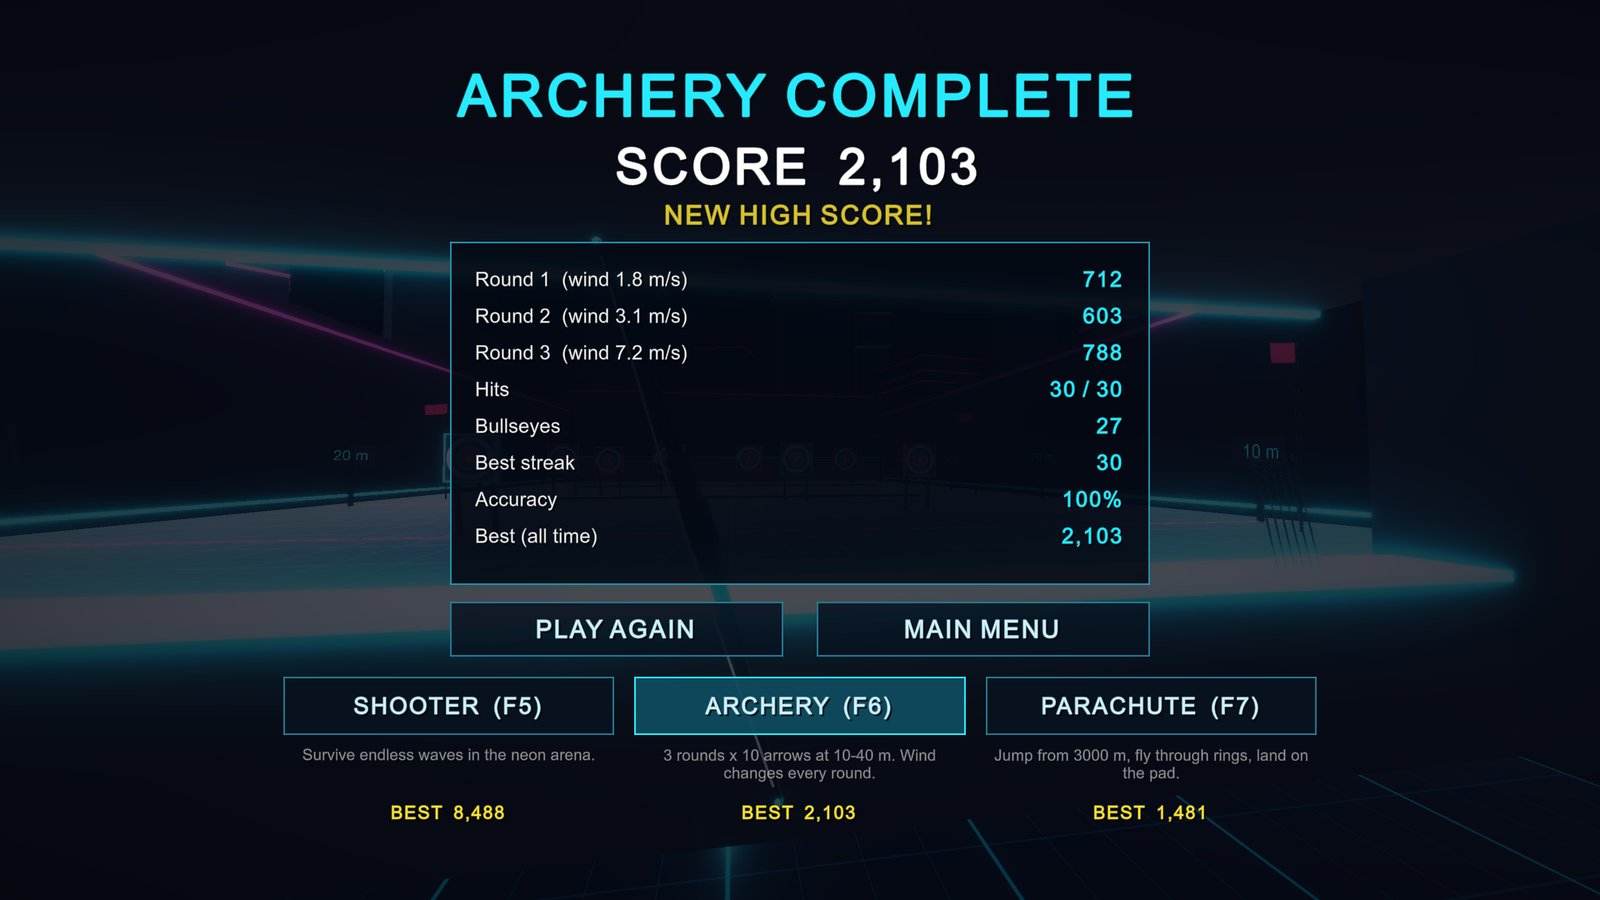 ARCHERY COMPLETE
SCORE 2,103
NEW HIGH SCORE!
Round 1 (wind 1.8 m/s) 712
Round 2 (wind 3.1 m/s) 603
Round 3 (wind 7.2 m/s) 788
Hits 30 / 30
Bullseyes 27
Best streak 30
Accuracy 100%
Best (all time) 2,103
20 m
10 m
PLAY AGAIN
MAIN MENU
SHOOTER (F5)
Survive endless waves in the neon arena.
BEST 8,488
ARCHERY (F6)
3 rounds x 10 arrows at 10-40 m. Wind
changes every round.
BEST 2,103
PARACHUTE (F7)
Jump from 3000 m, fly through rings, land on
the pad.
BEST 1,481